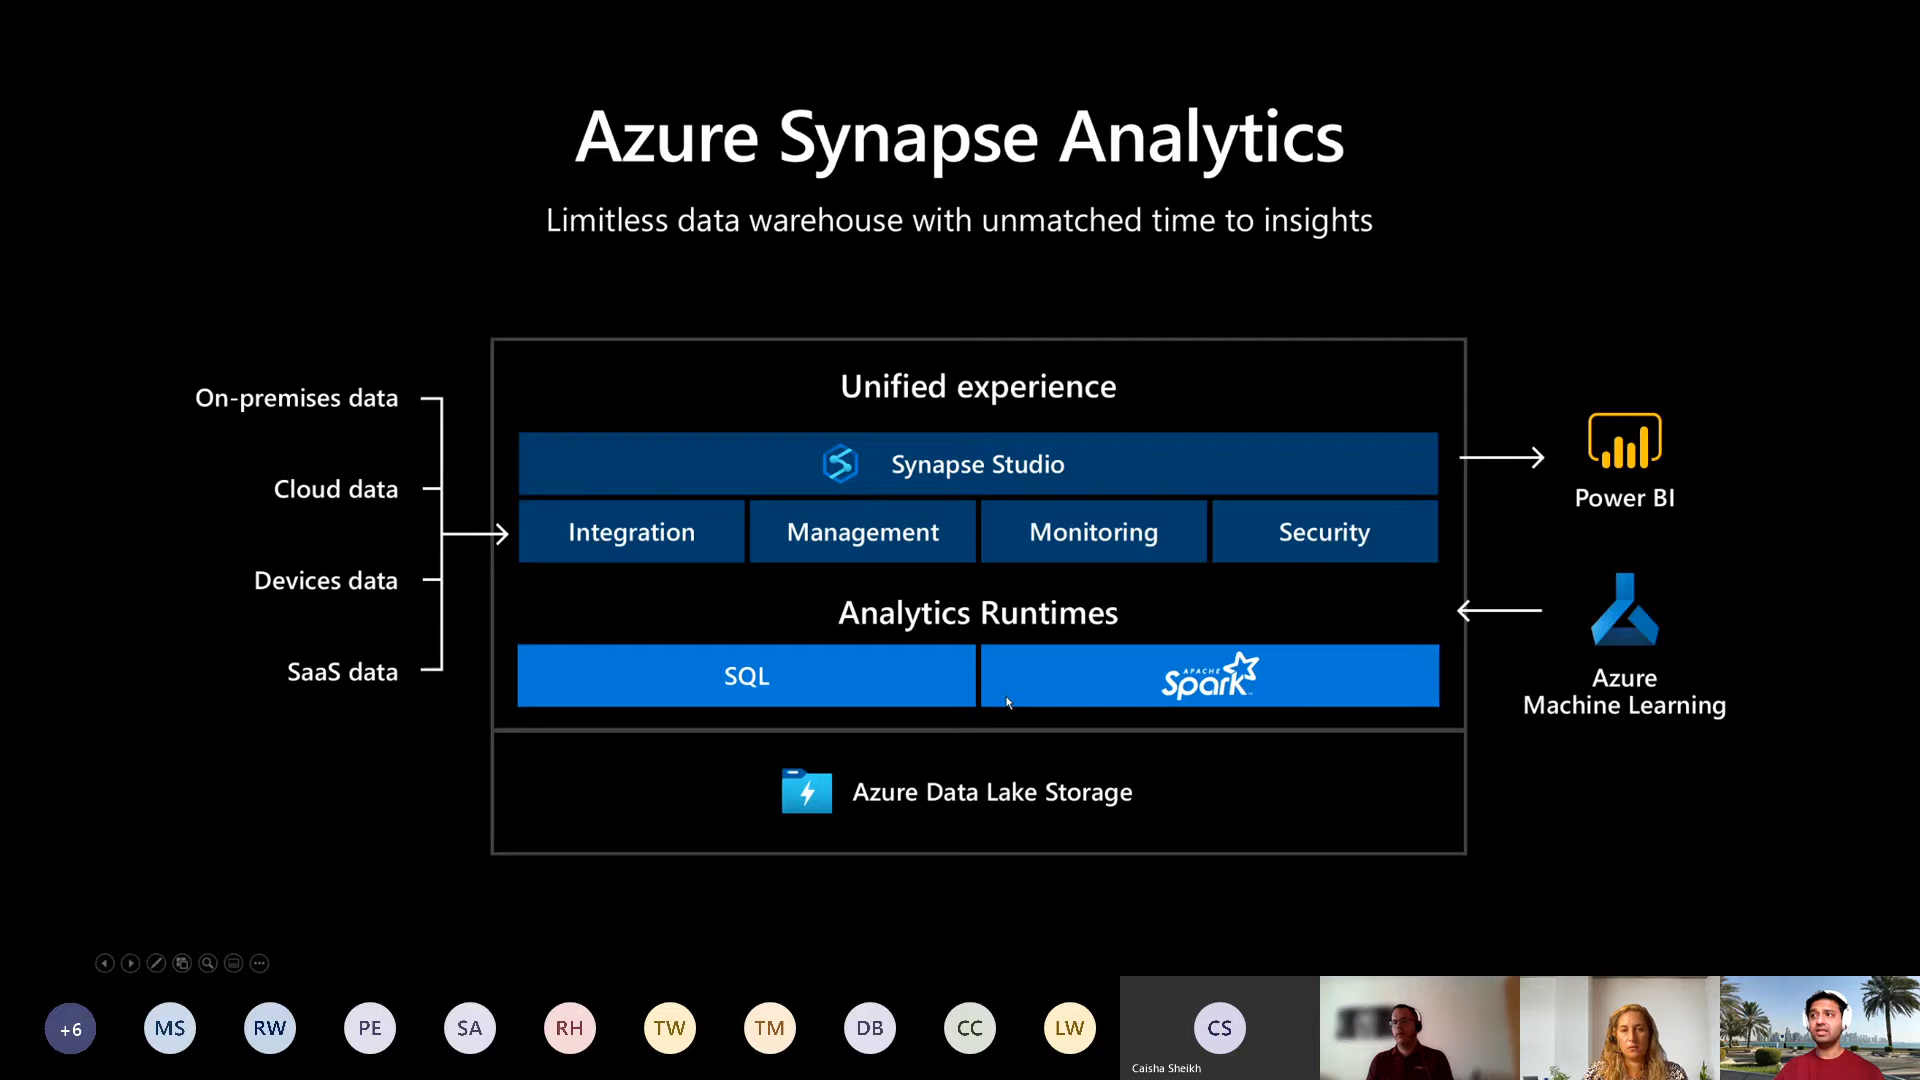 Azure Synapse Analytics
Limitless data warehouse with unmatched time to insights
On-premises data
Cloud data
Devices data
SaaS data
Unified experience
Synapse Studio
Integration
Management
Monitoring
Security
Analytics Runtimes
SQL
APACHE
Spark
Azure Data Lake Storage
Power BI
Azure
Machine Learning
+6
MS
RW
PE
SA
RH
TW
TM
DB
CC
LW
CS
Caisha Sheikh